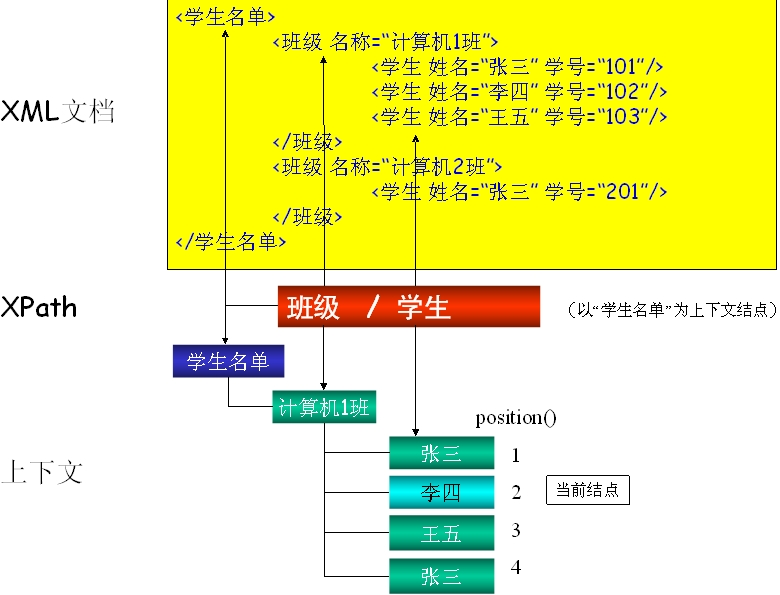 <学生名单>
<班级 名称=“计算机1班”>
<学生 姓名=“张三” 学号=“101”/>
<学生 姓名=“李四” 学号=“102”/>
XML文档
<学生 姓名=“王五” 学号=“103”/>
</班级>
<班级 名称=“计算机2班”>
<学生 姓名=“张三” 学号=“201”/>
</班级>
</学生名单>
XPath
班级 / 学生
（以“学生名单”为上下文结点）
学生名单
计算机1班
position()
上下文
张三 1
李四 2 当前结点
王五 3
张三 4